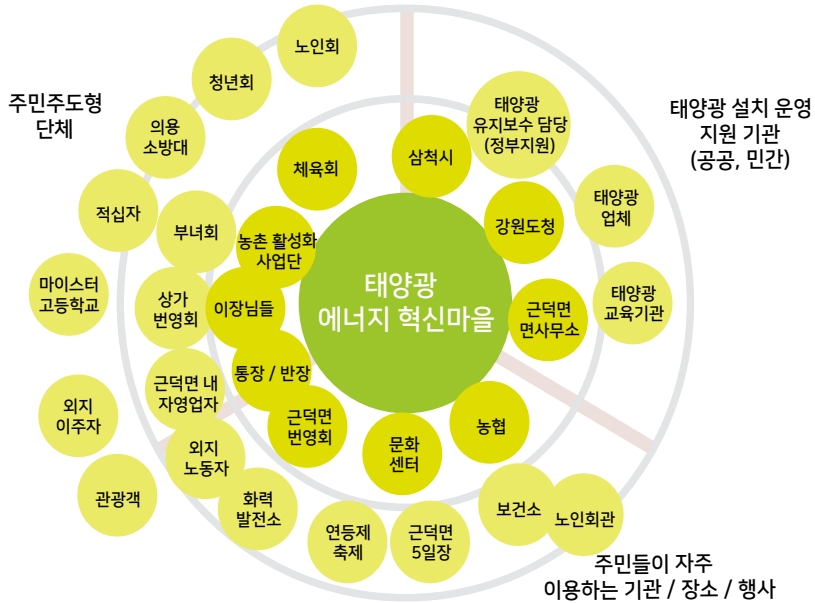 노인회
청년회
주민주도형
단체
의용
소방대
적십자
마이스터
고등학교
체육회
부녀회
농촌 활성화
사업단
상가
번영회
이장님들
통장 / 반장
근덕면 내
자영업자
근덕면
번영회
외지
이주자
외지
노동자
관광객
화력
발전소
태양광
에너지 혁신마을
태양광
유지보수 담당
(정부지원)
삼척시
태양광 설치 운영
지원 기관
(공공, 민간)
태양광
업체
강원도청
근덕면
면사무소
태양광
교육기관
농협
문화
센터
보건소
노인회관
연등제
축제
근덕면
5일장
주민들이 자주
이용하는 기관 / 장소 / 행사